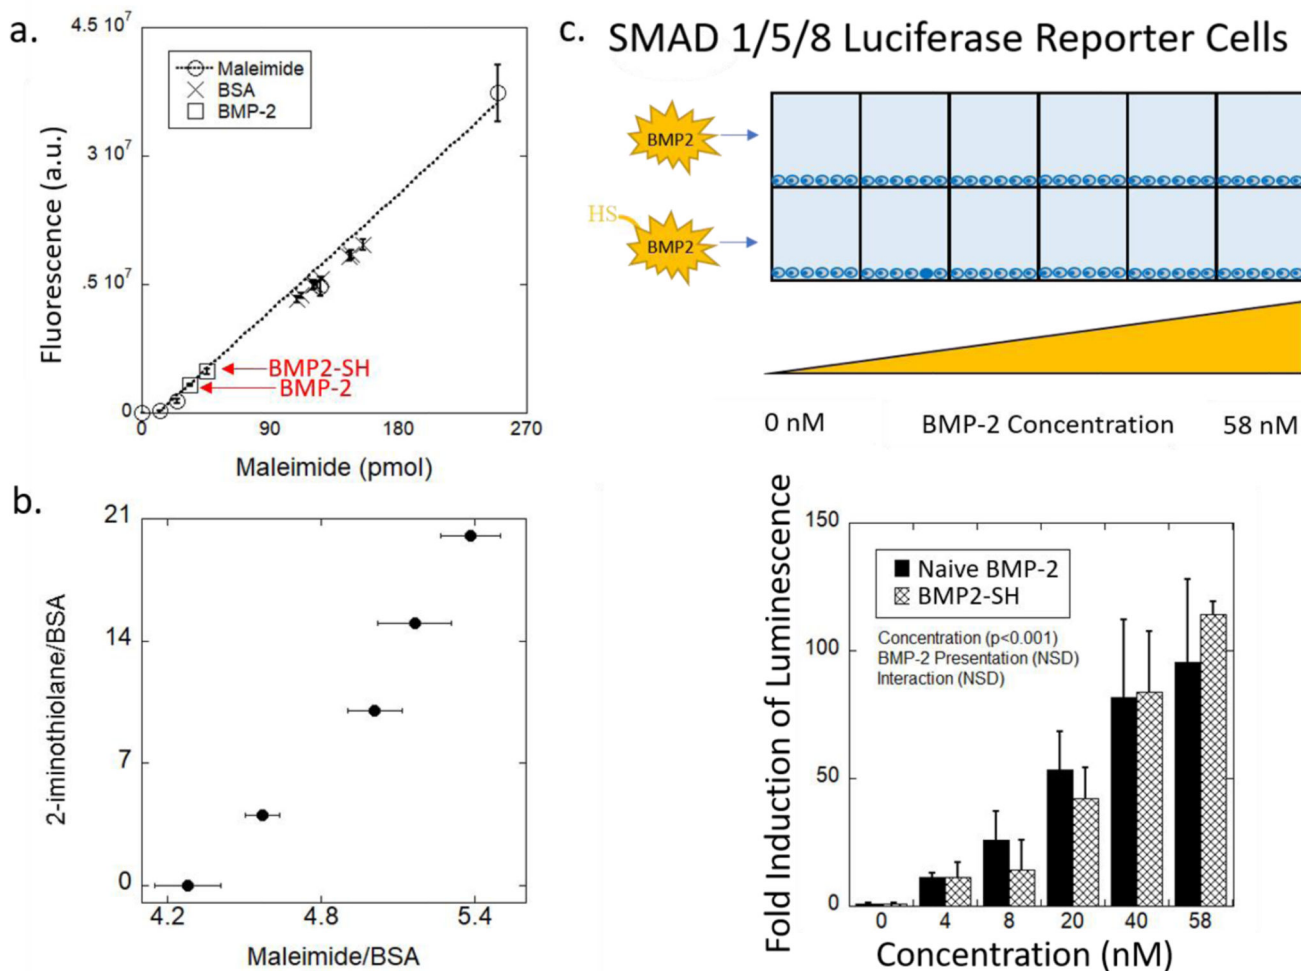 a.
4.5 10⁷
Maleimide
BSA
BMP-2
3 10⁷
.5 10⁷
0
Fluorescence (a.u.)
BMP2-SH
BMP-2
0 90 180 270
Maleimide (pmol)
b.
21
14
7
0
2-iminothiolane/BSA
4.2 4.8 5.4
Maleimide/BSA
c. SMAD 1/5/8 Luciferase Reporter Cells
BMP2
HS
BMP2
0 nM BMP-2 Concentration 58 nM
150
100
50
0
Fold Induction of Luminescence
Naive BMP-2
BMP2-SH
Concentration (p<0.001)
BMP-2 Presentation (NSD)
Interaction (NSD)
0 4 8 20 40 58
Concentration (nM)